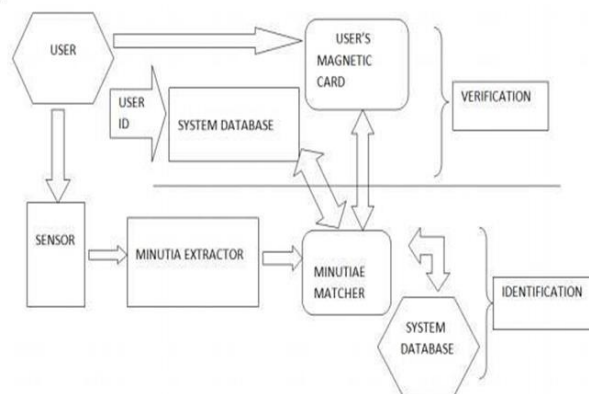 USER
USER'S
MAGNETIC
CARD
USER
ID
SYSTEM DATABASE
VERIFICATION
SENSOR
MINUTIA EXTRACTOR
MINUTIAE
MATCHER
IDENTIFICATION
SYSTEM
DATABASE